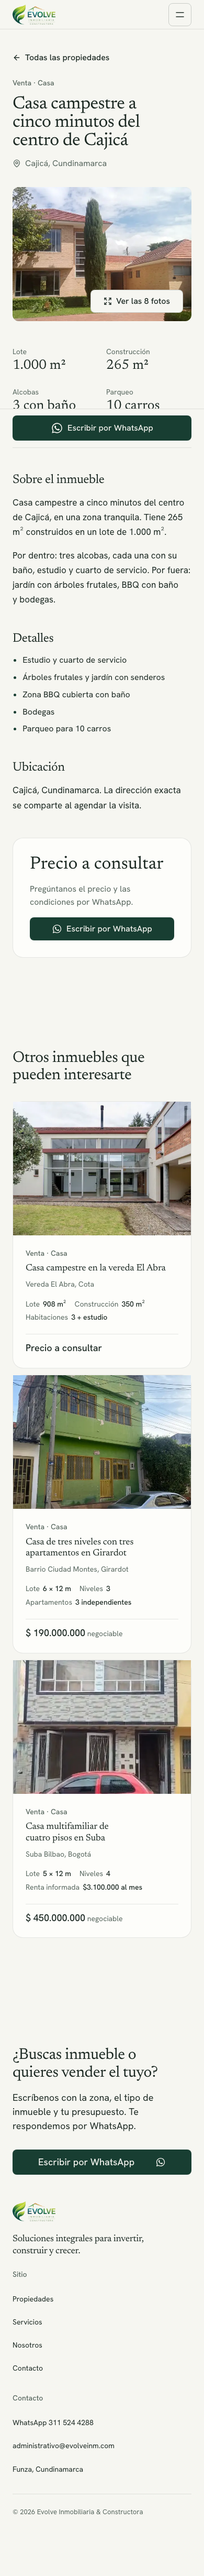 EVOLVE
Todas las propiedades
Venta · Casa
Casa campestre a
cinco minutos del
centro de Cajicá
Cajicá, Cundinamarca
Ver las 8 fotos
Lote
Construcción
1.000 m²
265 m²
Alcobas
Parqueo
3 con baño
10 carros
Escribir por WhatsApp
Sobre el inmueble
Casa campestre a cinco minutos del centro
de Cajicá, en una zona tranquila. Tiene 265
m² construidos en un lote de 1.000 m².
Por dentro: tres alcobas, cada una con su
baño, estudio y cuarto de servicio. Por fuera:
jardín con árboles frutales, BBQ con baño
y bodegas.
Detalles
• Estudio y cuarto de servicio
• Árboles frutales y jardín con senderos
• Zona BBQ cubierta con baño
• Bodegas
• Parqueo para 10 carros
Ubicación
Cajicá, Cundinamarca. La dirección exacta
se comparte al agendar la visita.
Precio a consultar
Pregúntanos el precio y las
condiciones por WhatsApp.
Escribir por WhatsApp
Otros inmuebles que
pueden interesarte
Venta · Casa
Casa campestre en la vereda El Abra
Vereda El Abra, Cota
Lote 908 m² Construcción 350 m²
Habitaciones 3 + estudio
Precio a consultar
Venta · Casa
Casa de tres niveles con tres
apartamentos en Girardot
Barrio Ciudad Montes, Girardot
Lote 6 × 12 m Niveles 3
Apartamentos 3 independientes
$ 190.000.000 negociable
Venta · Casa
Casa multifamiliar de
cuatro pisos en Suba
Suba Bilbao, Bogotá
Lote 5 × 12 m Niveles 4
Renta informada $3.100.000 al mes
$ 450.000.000 negociable
¿Buscas inmueble o
quieres vender el tuyo?
Escríbenos con la zona, el tipo de
inmueble y tu presupuesto. Te
respondemos por WhatsApp.
Escribir por WhatsApp
EVOLVE
Soluciones integrales para invertir,
construir y crecer.
Sitio
Propiedades
Servicios
Nosotros
Contacto
Contacto
WhatsApp 311 524 4288
administrativo@evolveinm.com
Funza, Cundinamarca
© 2026 Evolve Inmobiliaria & Constructora